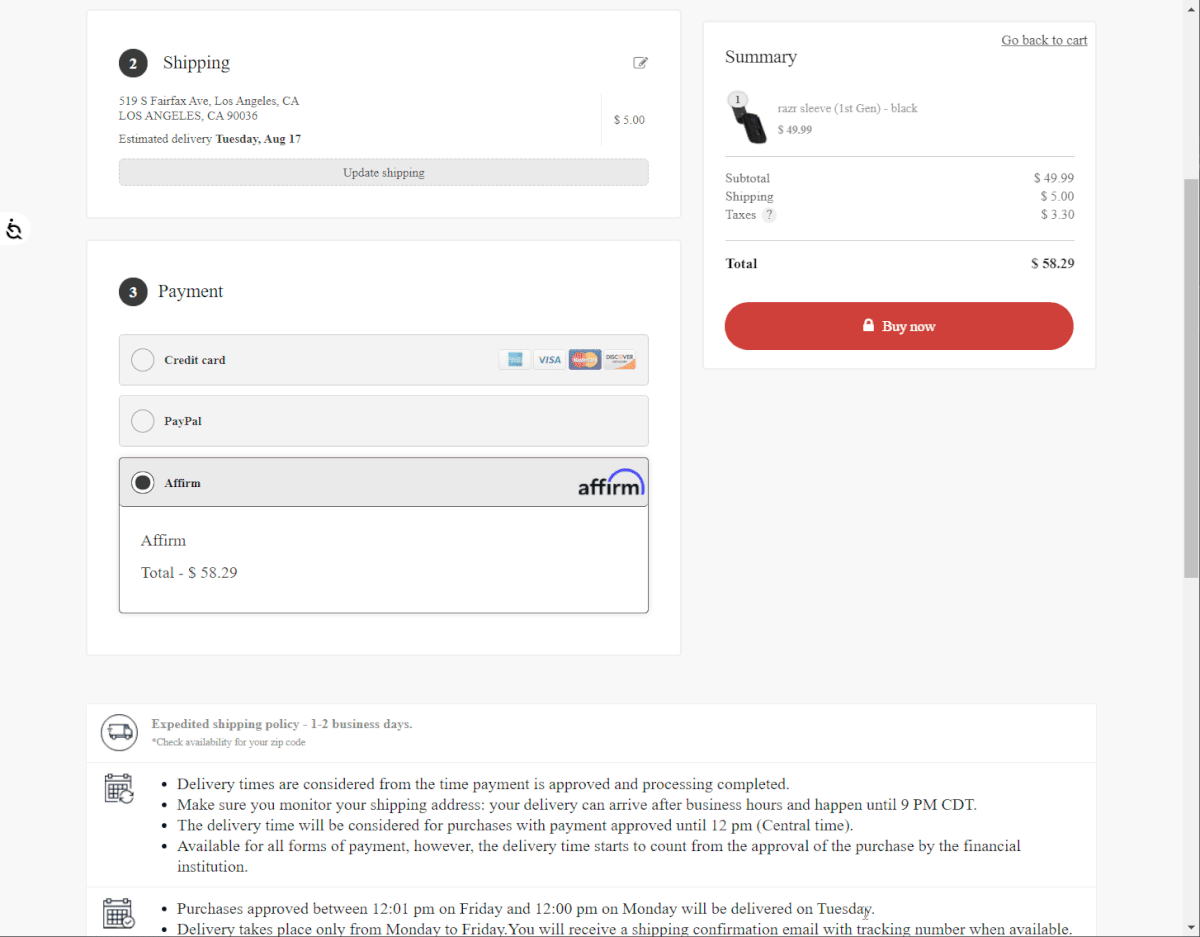 2 Shipping
519 S Fairfax Ave, Los Angeles, CA
LOS ANGELES, CA 90036
Estimated delivery Tuesday, Aug 17
$ 5.00
Update shipping
3 Payment
Credit card
VISA
DISCOVER
PayPal
Affirm
affirm
Affirm
Total - $ 58.29
Go back to cart
Summary
1
razr sleeve (1st Gen) - black
$ 49.99
Subtotal $ 49.99
Shipping $ 5.00
Taxes ? $ 3.30
Total $ 58.29
Buy now
Expedited shipping policy - 1-2 business days.
*Check availability for your zip code
• Delivery times are considered from the time payment is approved and processing completed.
• Make sure you monitor your shipping address: your delivery can arrive after business hours and happen until 9 PM CDT.
• The delivery time will be considered for purchases with payment approved until 12 pm (Central time).
• Available for all forms of payment, however, the delivery time starts to count from the approval of the purchase by the financial
institution.
• Purchases approved between 12:01 pm on Friday and 12:00 pm on Monday will be delivered on Tuesday.
• Delivery takes place only from Monday to Friday.You will receive a shipping confirmation email with tracking number when available.